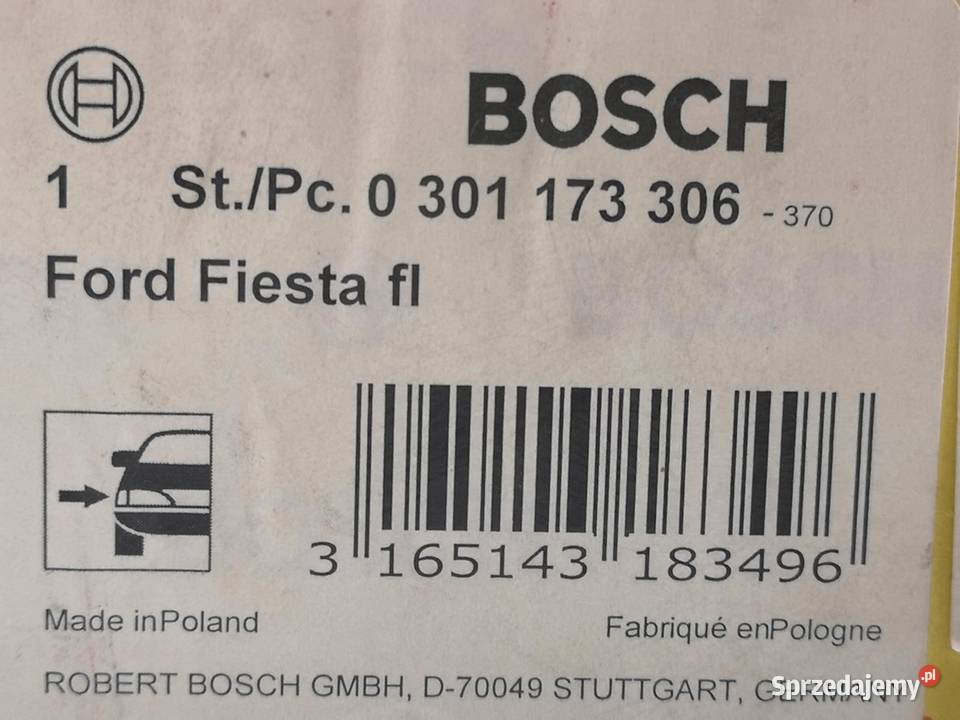 BOSCH
1 St./Pc. 0 301 173 306 - 370
Ford Fiesta fl
3 165143 183496
Made inPoland
Fabriqué enPologne
ROBERT BOSCH GMBH, D-70049 STUTTGART, GERMANY
Sprzedajemy.pl